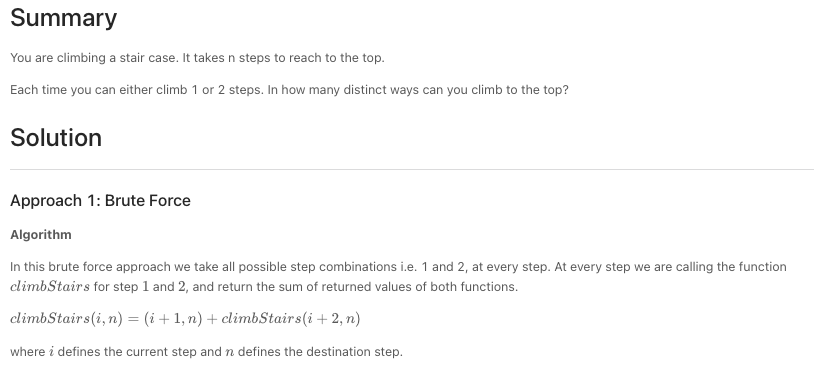 Summary
You are climbing a stair case. It takes n steps to reach to the top.
Each time you can either climb 1 or 2 steps. In how many distinct ways can you climb to the top?
Solution
Approach 1: Brute Force
Algorithm
In this brute force approach we take all possible step combinations i.e. 1 and 2, at every step. At every step we are calling the function
climbStairs for step 1 and 2, and return the sum of returned values of both functions.
climbStairs(i, n) = (i + 1, n) + climbStairs(i + 2, n)
where i defines the current step and n defines the destination step.